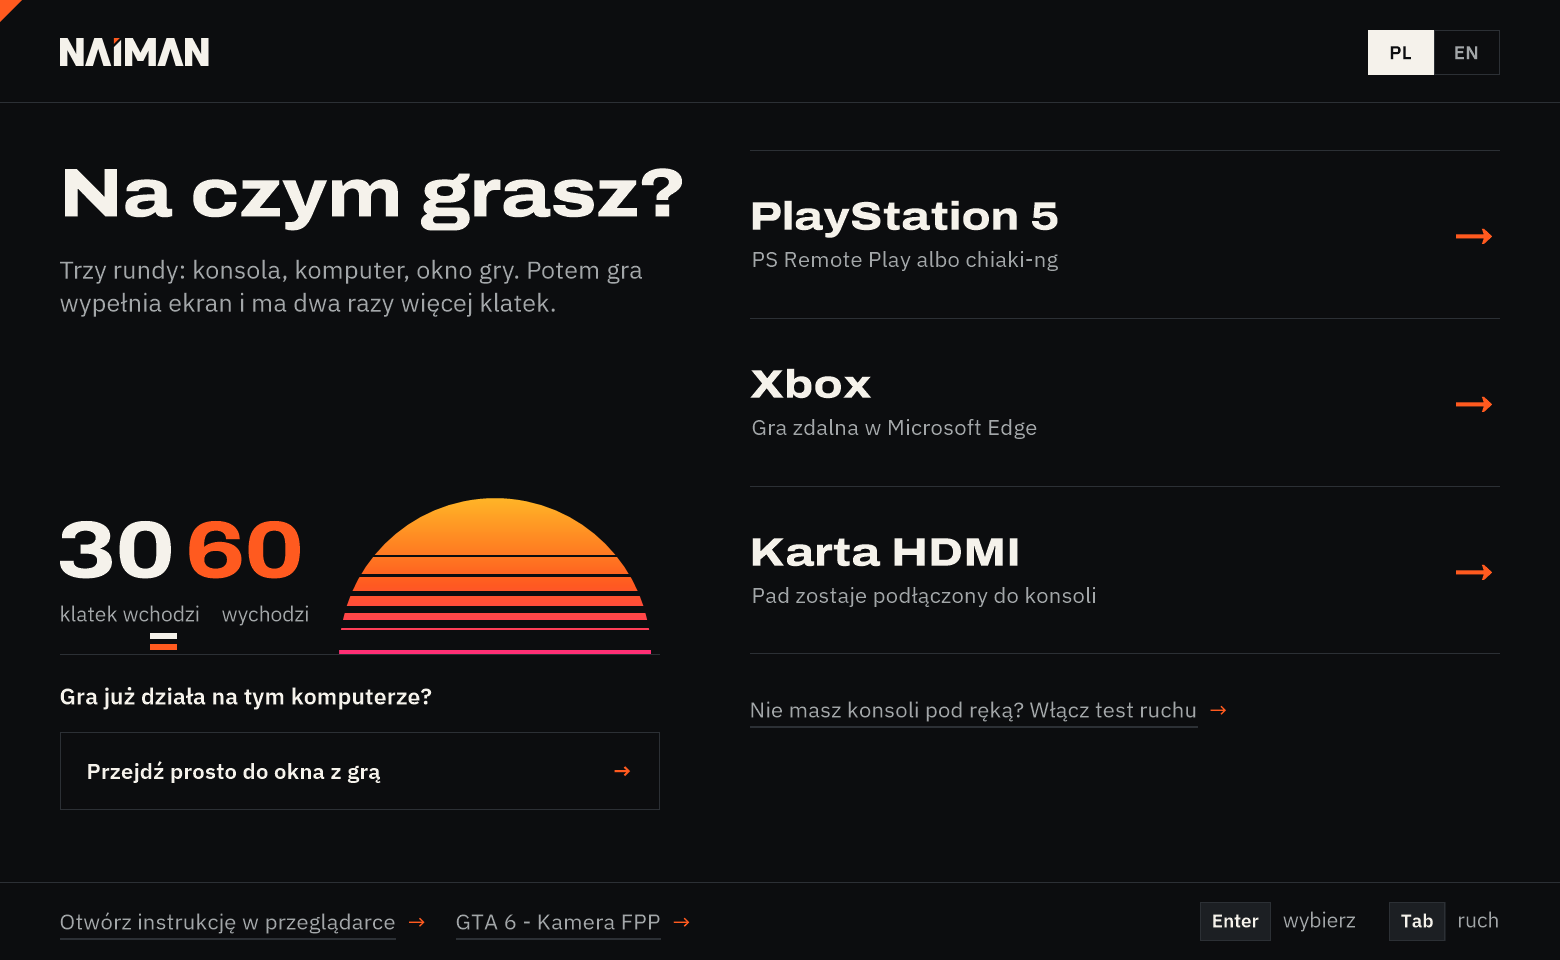 NAIMAN
PL
EN
Na czym grasz?
Trzy rundy: konsola, komputer, okno gry. Potem gra
wypełnia ekran i ma dwa razy więcej klatek.
30 60
klatek wchodzi wychodzi
Gra już działa na tym komputerze?
Przejdź prosto do okna z grą →
PlayStation 5
PS Remote Play albo chiaki-ng
→
Xbox
Gra zdalna w Microsoft Edge
→
Karta HDMI
Pad zostaje podłączony do konsoli
→
Nie masz konsoli pod ręką? Włącz test ruchu →
Otwórz instrukcję w przeglądarce → GTA 6 - Kamera FPP →
Enter wybierz Tab ruch